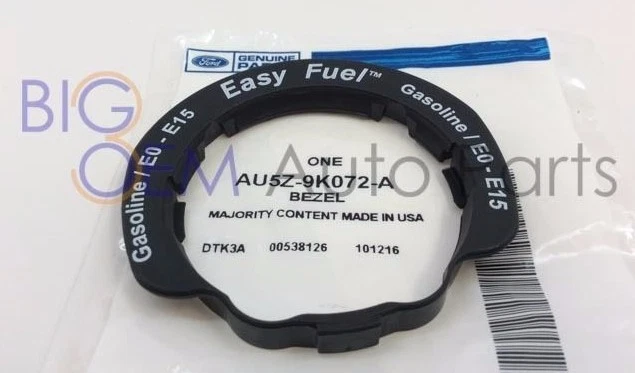 Ford
GENUINE
PARTS
Easy Fuel™
Gasoline / E0 - E15
Gasoline / E0 - E15
BIG
OEM Auto Parts
ONE
AU5Z-9K072-A
BEZEL
MAJORITY CONTENT MADE IN USA
DTK3A 00538126 101216